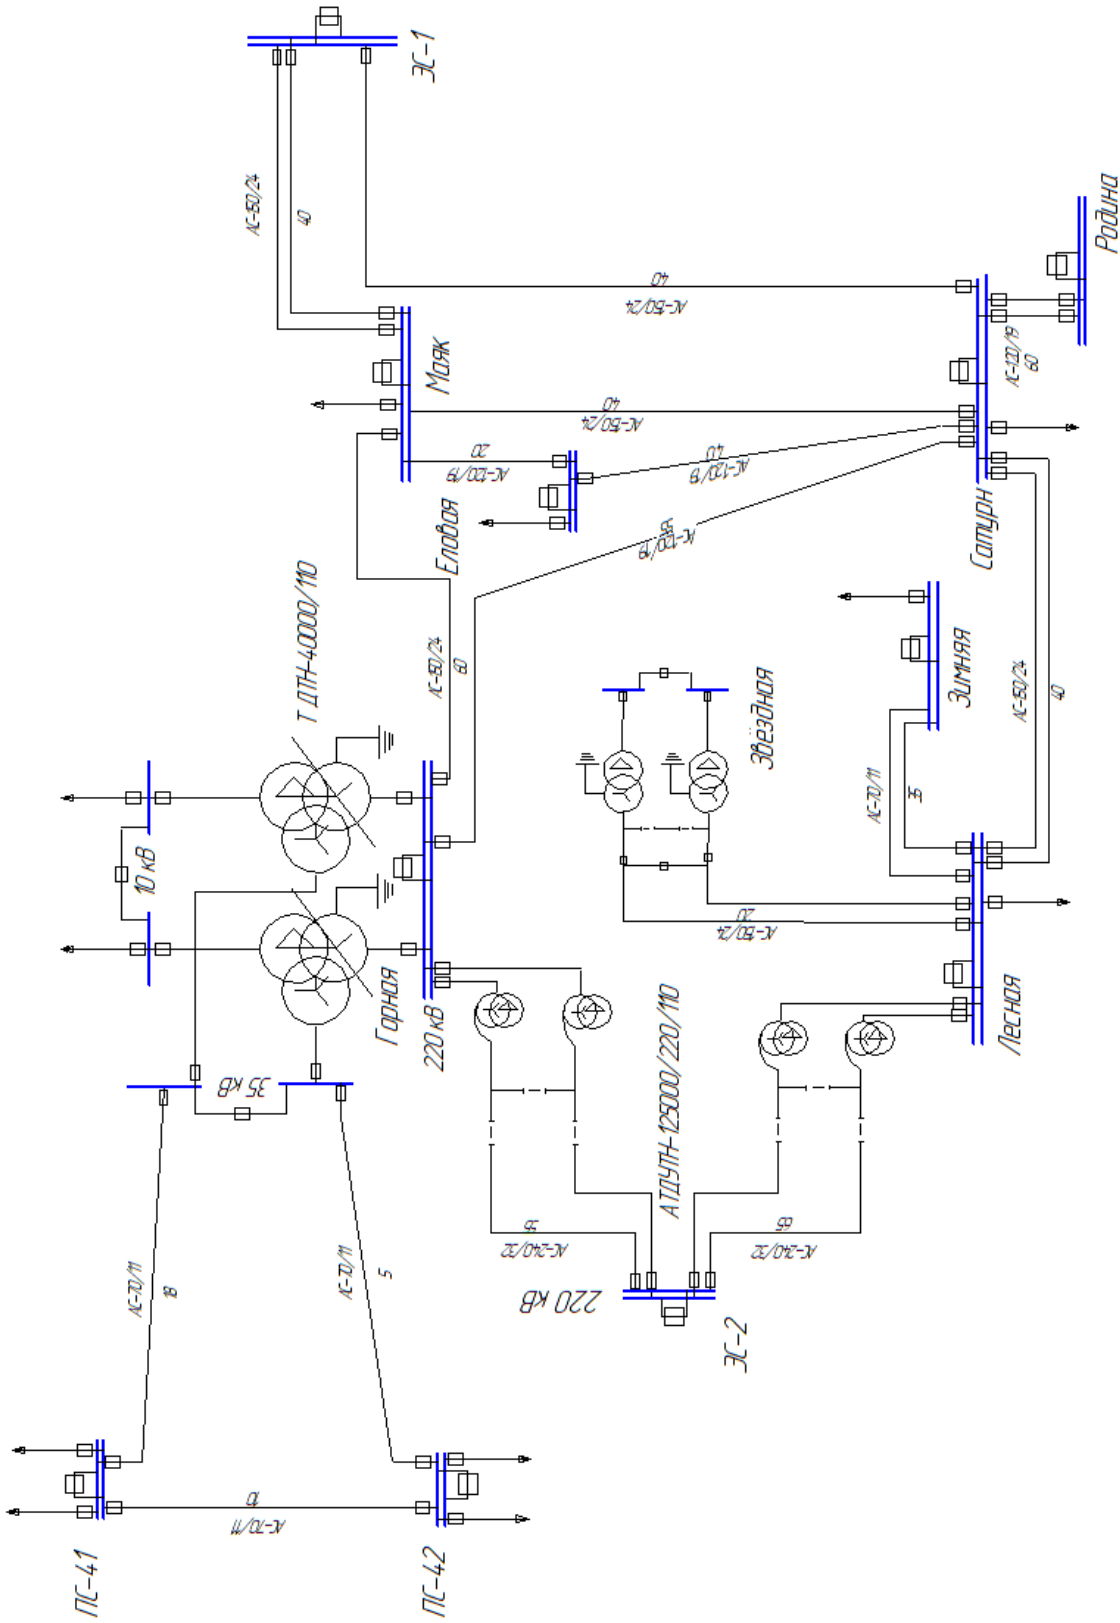 ЭС-1
АС-150/24
40
40
АС-150/24
Родина
АС-120/19
60
Маяк
40
АС-150/24
20
АС-120/19
40
АС-120/19
Еловая
55
АС-120/19
Сатурн
Т ДТН-40000/110
АС-150/24
60
Зимняя
АС-150/24
40
Звёздная
АС-70/11
35
10 кВ
20
АС-150/24
Горная
220 кВ
Лесная
35 кВ
АТДУТН-125000/220/110
55
АС-240/32
65
АС-240/32
220 кВ
ЭС-2
АС-70/11
18
АС-70/11
5
10
АС-70/11
ПС-41
ПС-42